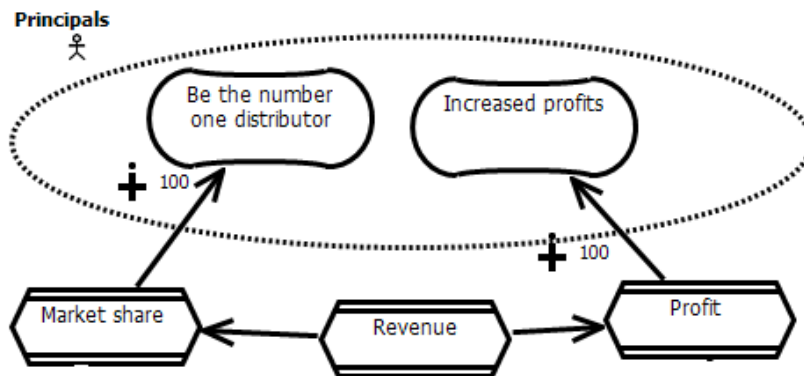 Principals
Be the number
one distributor
Increased profits
100
100
Market share
Revenue
Profit